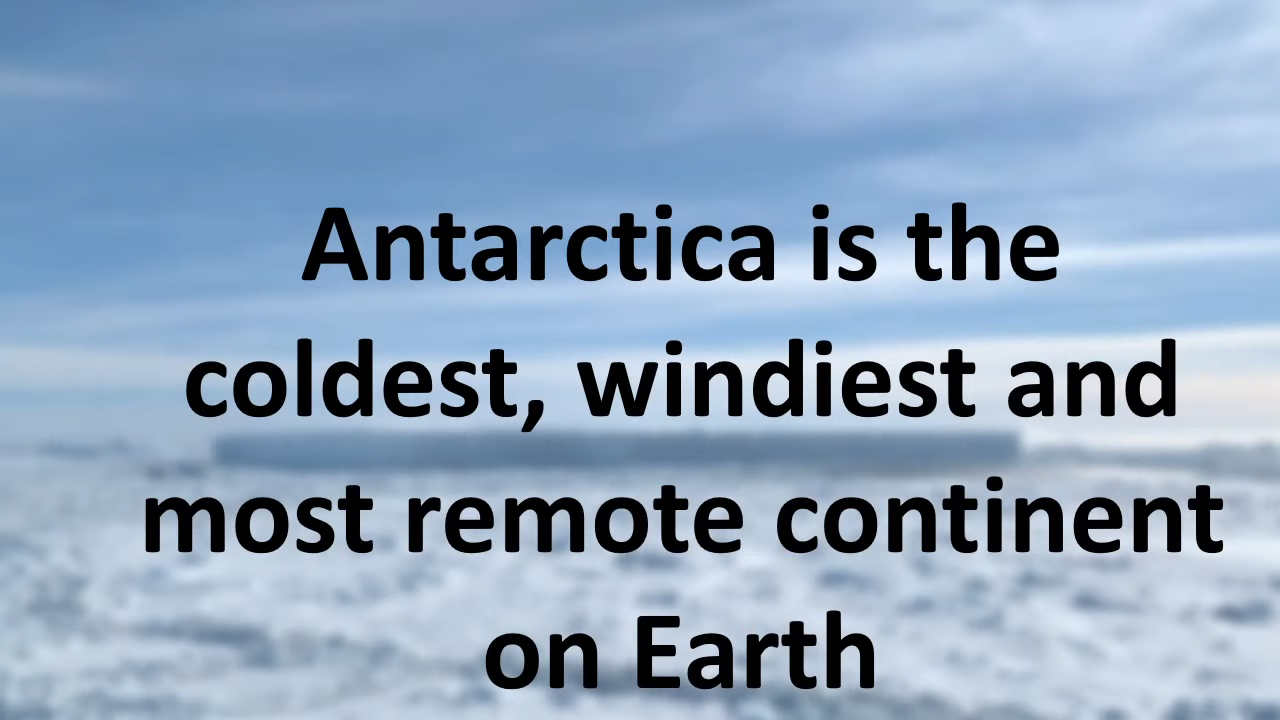 Antarctica is the
coldest, windiest and
most remote continent
on Earth